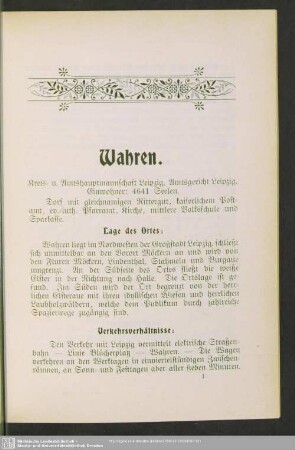 Wahren.
Kreis- u. Amtshauptmannschaft Leipzig, Amtsgericht Leipzig.
Einwohner: 4641 Seelen.
Dorf mit gleichnamigem Rittergut, kaiserlichem Post-
amt, ev.-luth. Pfarramt, Kirche, mittlere Volksschule und
Sparkasse.
Lage des Ortes:
Wahren liegt im Nordwesten der Großstadt Leipzig, schließt
sich unmittelbar an den Vorort Möckern an und wird von
den Fluren Möckern, Lindenthal, Stahmeln und Burgaue
umgrenzt. An der Südseite des Ortes fließt die weiße
Elster in der Richtung nach Halle. Die Ortslage ist ge-
sund. Im Süden wird der Ort begrenzt von der herr-
lichen Elsteraue mit ihren idyllischen Wiesen und herrlichen
Laubholzwäldern, welche dem Publikum durch zahlreiche
Spazierwege zugängig sind.
Verkehrsverhältnisse:
Den Verkehr mit Leipzig vermittelt elektrische Straßen-
bahn — Linie Blücherplatz — Wahren. — Die Wagen
verkehren an den Werktagen in einviertelstündigen Zwischen-
räumen, an Sonn- und Festtagen aber aller sieben Minuten.
1